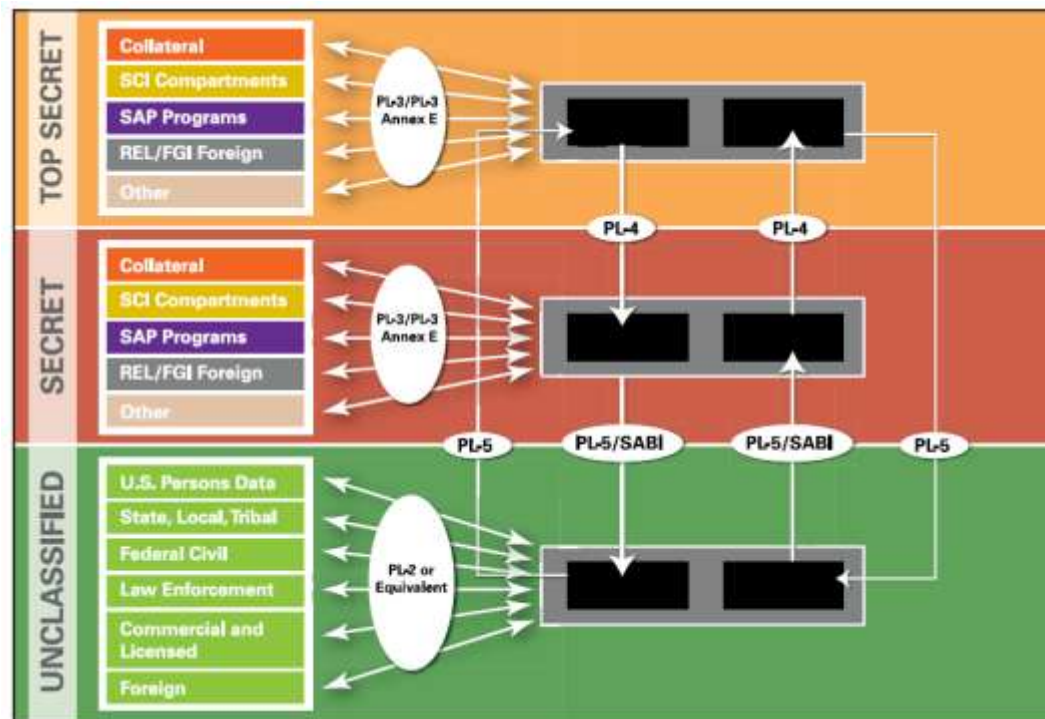 TOP SECRET
Collateral
SCI Compartments
SAP Programs
REL/FGI Foreign
Other
PL-3/PL-3
Annex E
PL-4
PL-4
SECRET
Collateral
SCI Compartments
SAP Programs
REL/FGI Foreign
Other
PL-3/PL-3
Annex E
PL-5
PL-5/SABI
PL-5/SABI
PL-5
UNCLASSIFIED
U.S. Persons Data
State, Local, Tribal
Federal Civil
Law Enforcement
Commercial and
Licensed
Foreign
PL-2 or
Equivalent